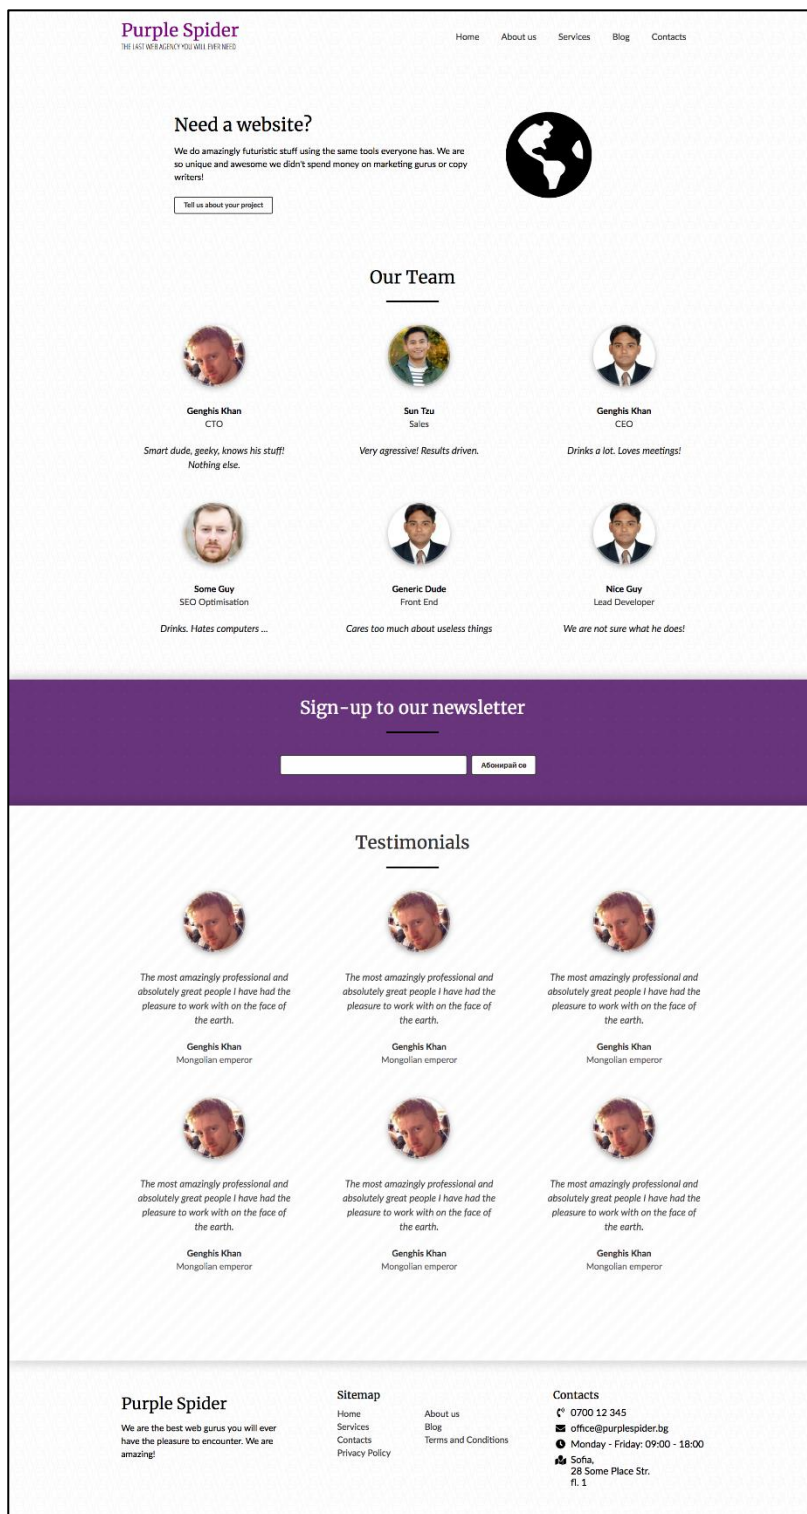 Purple Spider
THE LAST WEB AGENCY YOU WILL EVER NEED
Home About us Services Blog Contacts
Need a website?
We do amazingly futuristic stuff using the same tools everyone has. We are
so unique and awesome we didn't spend money on marketing gurus or copy
writers!
Tell us about your project
Our Team
Genghis Khan
CTO
Smart dude, geeky, knows his stuff!
Nothing else.
Sun Tzu
Sales
Very agressive! Results driven.
Genghis Khan
CEO
Drinks a lot. Loves meetings!
Some Guy
SEO Optimisation
Drinks. Hates computers ...
Generic Dude
Front End
Cares too much about useless things
Nice Guy
Lead Developer
We are not sure what he does!
Sign-up to our newsletter
Абонирай се
Testimonials
The most amazingly professional and
absolutely great people I have had the
pleasure to work with on the face of
the earth.
Genghis Khan
Mongolian emperor
The most amazingly professional and
absolutely great people I have had the
pleasure to work with on the face of
the earth.
Genghis Khan
Mongolian emperor
The most amazingly professional and
absolutely great people I have had the
pleasure to work with on the face of
the earth.
Genghis Khan
Mongolian emperor
The most amazingly professional and
absolutely great people I have had the
pleasure to work with on the face of
the earth.
Genghis Khan
Mongolian emperor
The most amazingly professional and
absolutely great people I have had the
pleasure to work with on the face of
the earth.
Genghis Khan
Mongolian emperor
The most amazingly professional and
absolutely great people I have had the
pleasure to work with on the face of
the earth.
Genghis Khan
Mongolian emperor
Purple Spider
We are the best web gurus you will ever
have the pleasure to encounter. We are
amazing!
Sitemap
Home About us
Services Blog
Contacts Terms and Conditions
Privacy Policy
Contacts
0700 12 345
office@purplespider.bg
Monday - Friday: 09:00 - 18:00
Sofia,
28 Some Place Str.
fl. 1